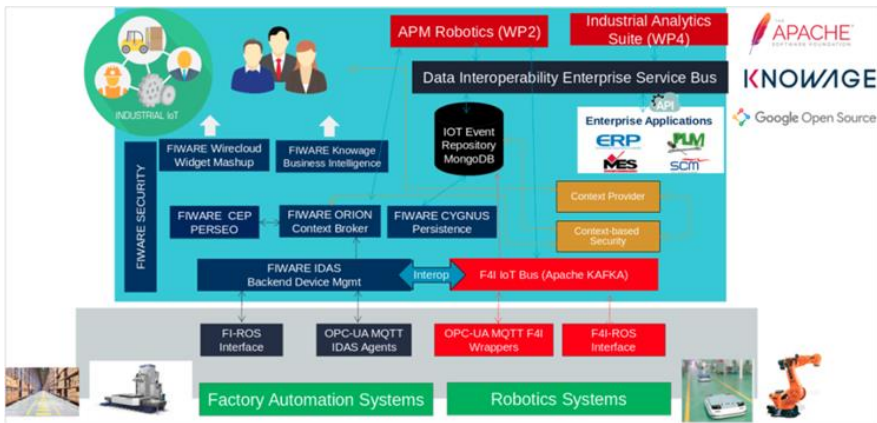 INDUSTRIAL IoT
APM Robotics (WP2)
Industrial Analytics
Suite (WP4)
THE
APACHE
SOFTWARE FOUNDATION
Data Interoperability Enterprise Service Bus
KNOWAGE
API
Google Open Source
Enterprise Applications
ERP
PLM
MES
SCM
IOT Event
Repository
MongoDB
FIWARE Wirecloud
Widget Mashup
FIWARE Knowage
Business Intelligence
FIWARE SECURITY
Context Provider
FIWARE CEP
PERSEO
FIWARE ORION
Context Broker
FIWARE CYGNUS
Persistence
Context-based
Security
FIWARE IDAS
Backend Device Mgmt
Interop
F4I IoT Bus (Apache KAFKA)
FI-ROS
Interface
OPC-UA MQTT
IDAS Agents
OPC-UA MQTT F4I
Wrappers
F4I-ROS
Interface
Factory Automation Systems
Robotics Systems